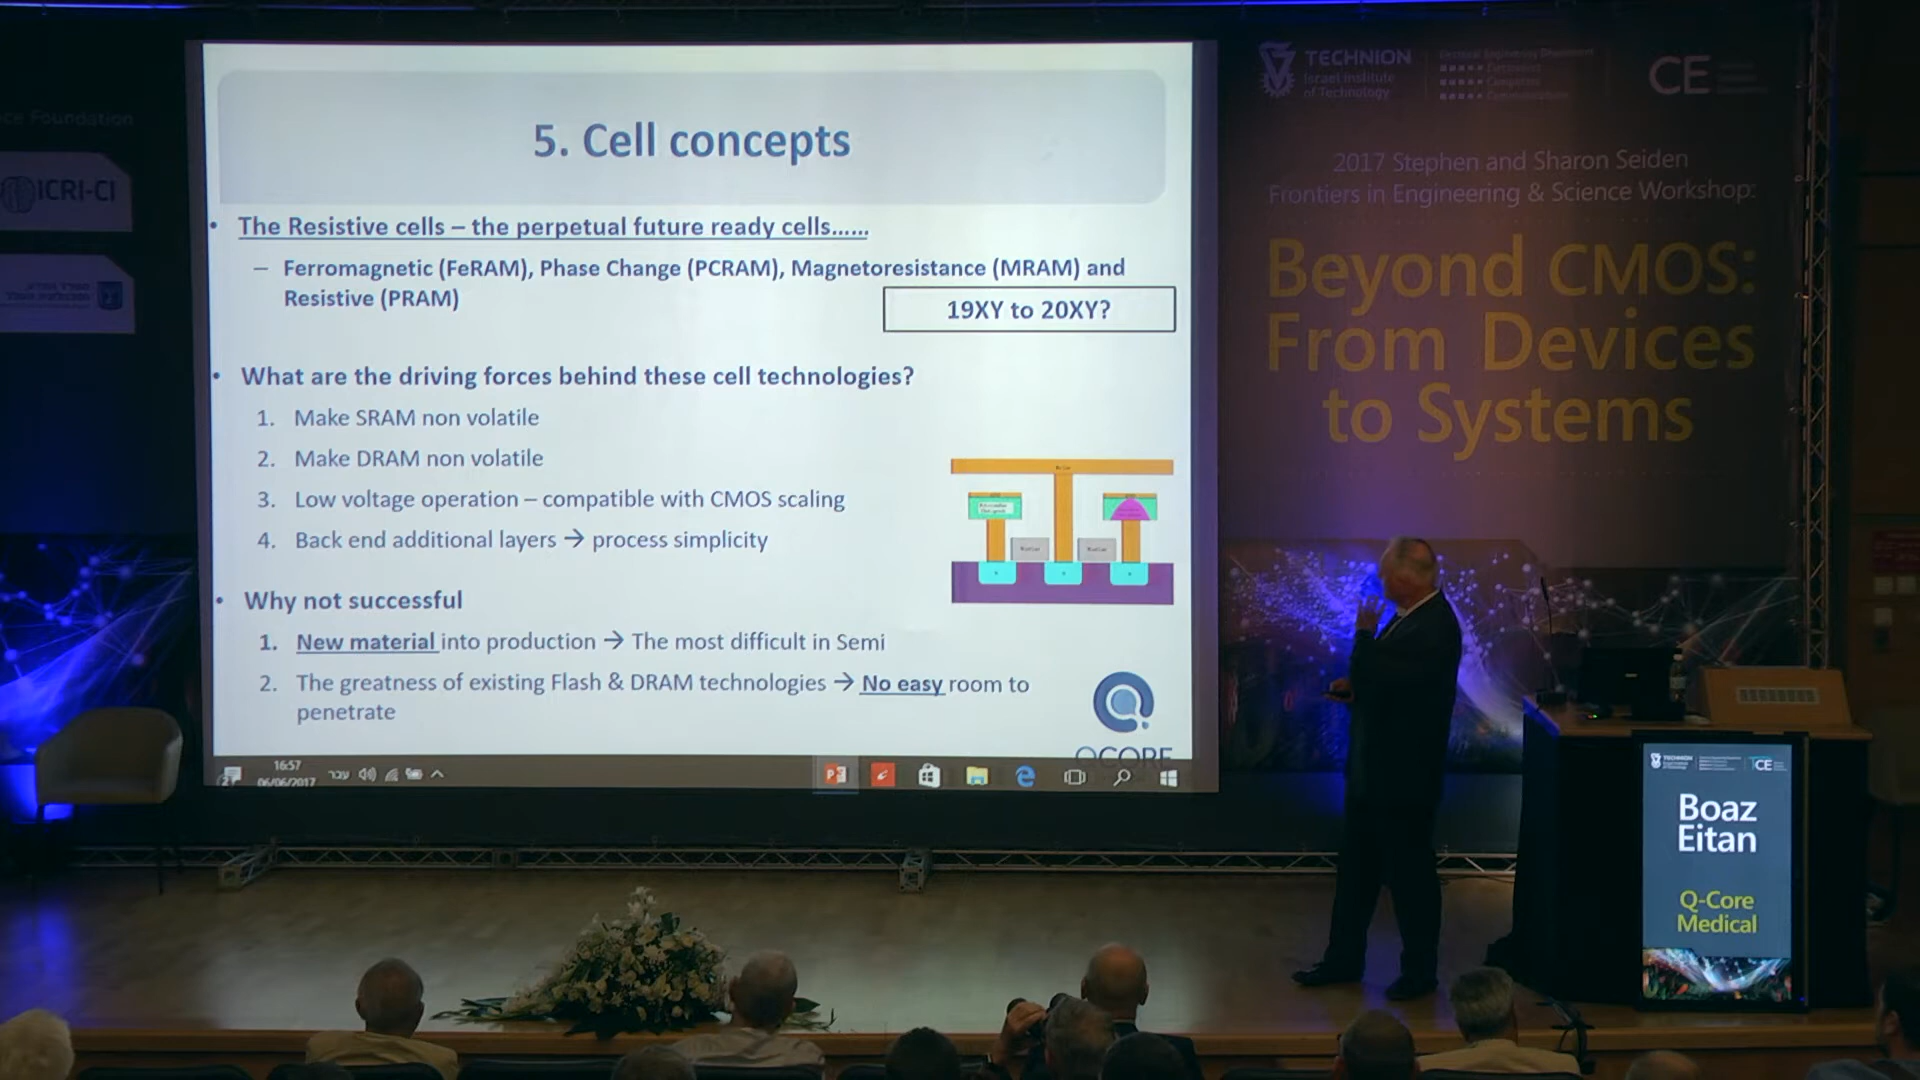 5. Cell concepts
• The Resistive cells – the perpetual future ready cells……
– Ferromagnetic (FeRAM), Phase Change (PCRAM), Magnetoresistance (MRAM) and
Resistive (PRAM)
19XY to 20XY?
• What are the driving forces behind these cell technologies?
1. Make SRAM non volatile
2. Make DRAM non volatile
3. Low voltage operation – compatible with CMOS scaling
4. Back end additional layers → process simplicity
• Why not successful
1. New material into production → The most difficult in Semi
2. The greatness of existing Flash & DRAM technologies → No easy room to
penetrate
QCORE
16:57
06/06/2017
עבר
ce Foundation
ICRI-CI
TECHNION
Israel Institute
of Technology
CE
2017 Stephen and Sharon Seiden
Frontiers in Engineering & Science Workshop:
Beyond CMOS:
From Devices
to Systems
TECHNION
TCE
Boaz
Eitan
Q-Core
Medical